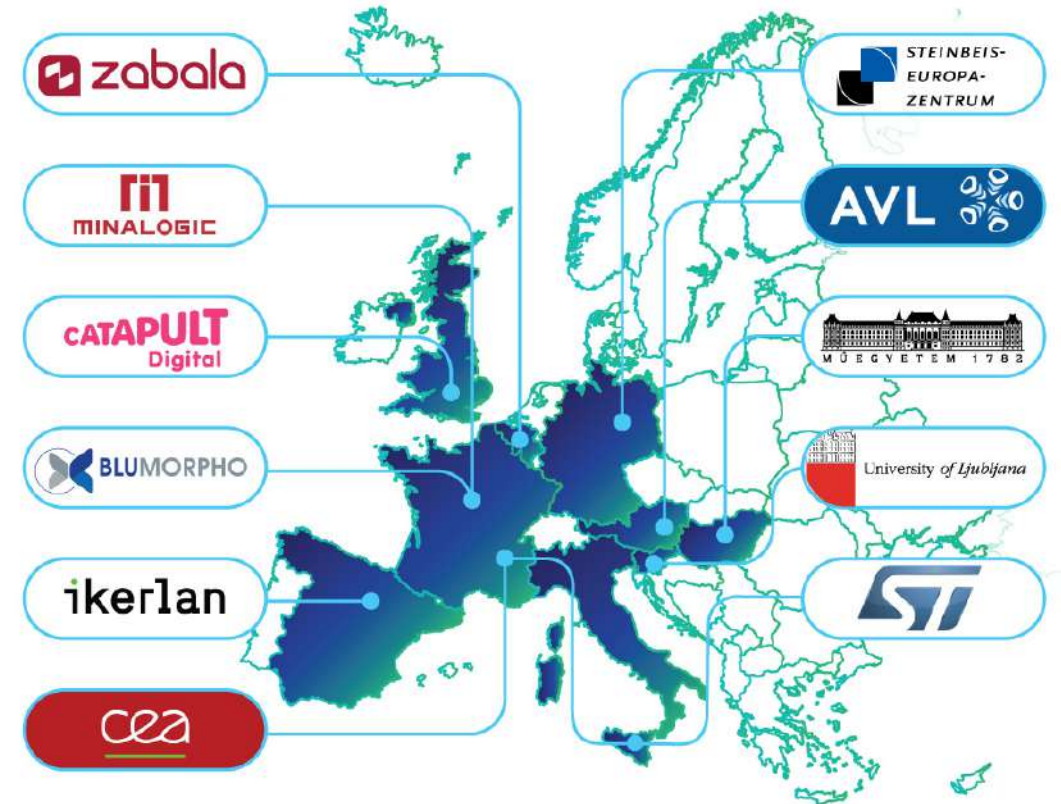 zabala
MINALOGIC
CATAPULT
Digital
BLUMORPHO
ikerlan
cea
STEINBEIS-
EUROPA-
ZENTRUM
AVL
MŰEGYETEM 1782
University of Ljubljana
ST